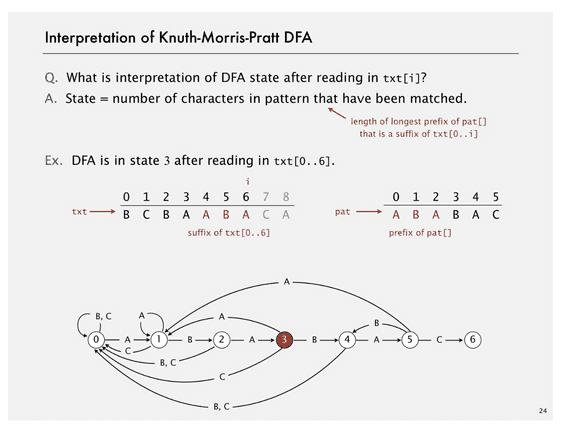 Interpretation of Knuth-Morris-Pratt DFA
Q. What is interpretation of DFA state after reading in txt[i]?
A. State = number of characters in pattern that have been matched.
length of longest prefix of pat[]
that is a suffix of txt[0..i]
Ex. DFA is in state 3 after reading in txt[0..6].
i
0 1 2 3 4 5 6 7 8
txt B C B A A B A C A
suffix of txt[0..6]
0 1 2 3 4 5
pat A B A B A C
prefix of pat[]
A
B, C A A B
0 A 1 B 2 A 3 B 4 A 5 C 6
C
B, C
C
B, C
24